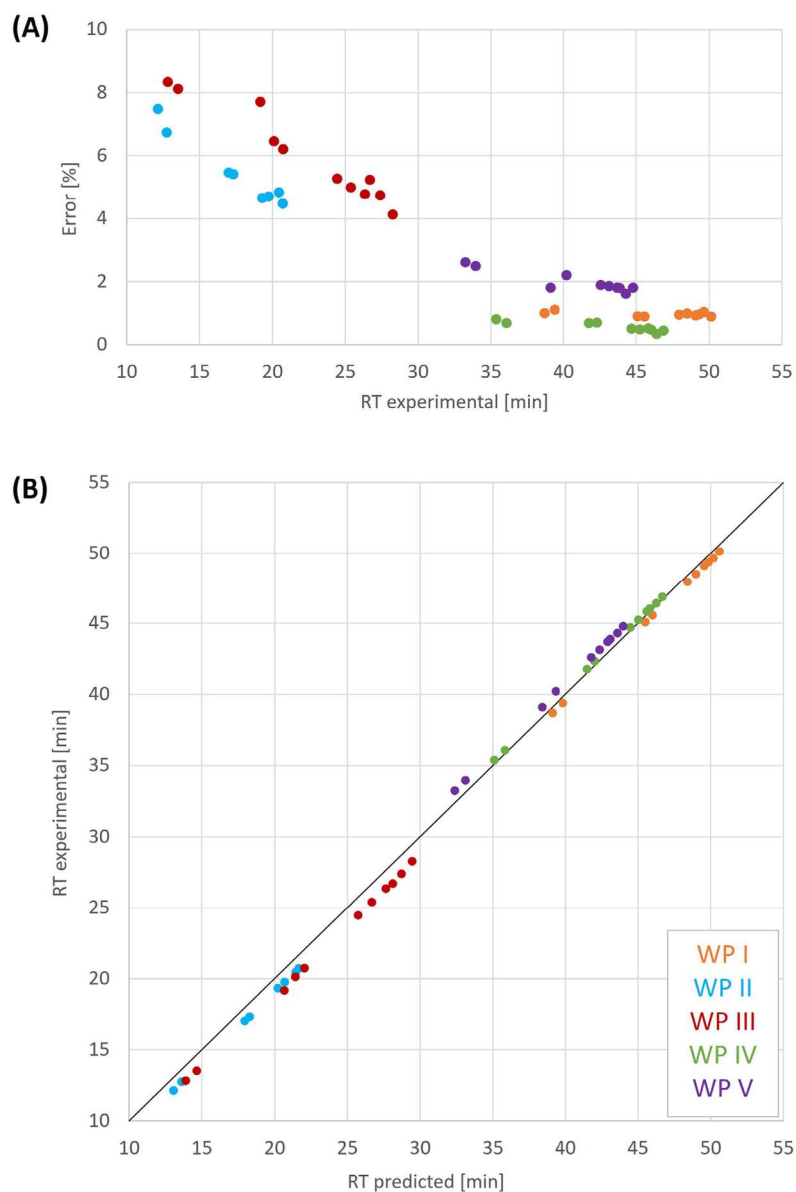 (A)
Error [%]
10
8
6
4
2
0
10 15 20 25 30 35 40 45 50 55
RT experimental [min]
(B)
RT experimental [min]
55
50
45
40
35
30
25
20
15
10
WP I
WP II
WP III
WP IV
WP V
10 15 20 25 30 35 40 45 50 55
RT predicted [min]